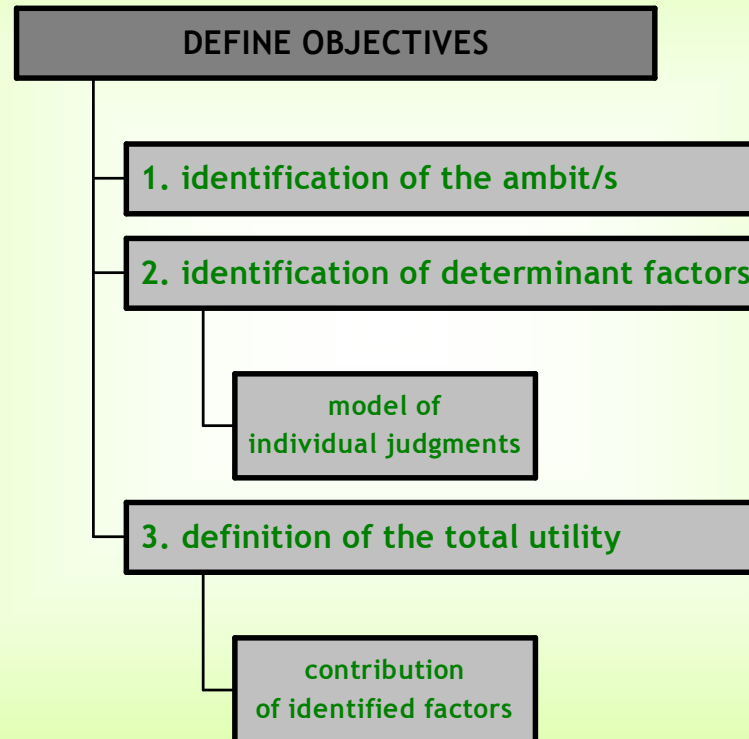 DEFINE OBJECTIVES
1. identification of the ambit/s
2. identification of determinant factors
model of
individual judgments
3. definition of the total utility
contribution
of identified factors